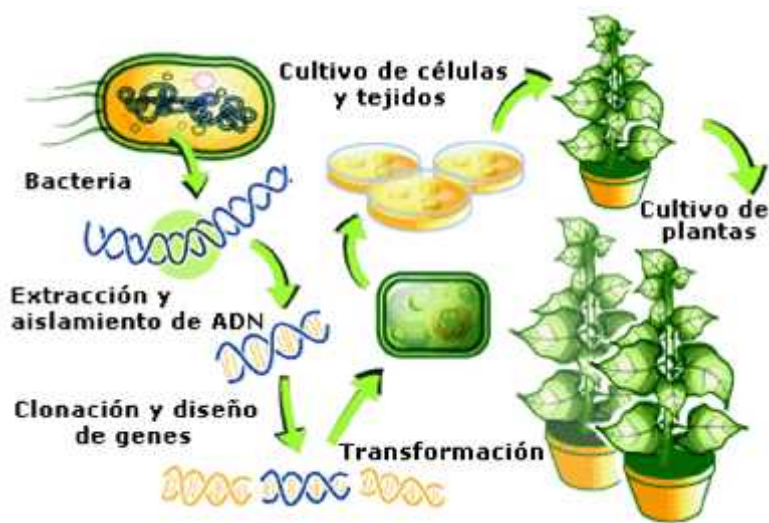 Cultivo de células
y tejidos
Bacteria
Cultivo de
plantas
Extracción y
aislamiento de ADN
Clonación y diseño
de genes
Transformación